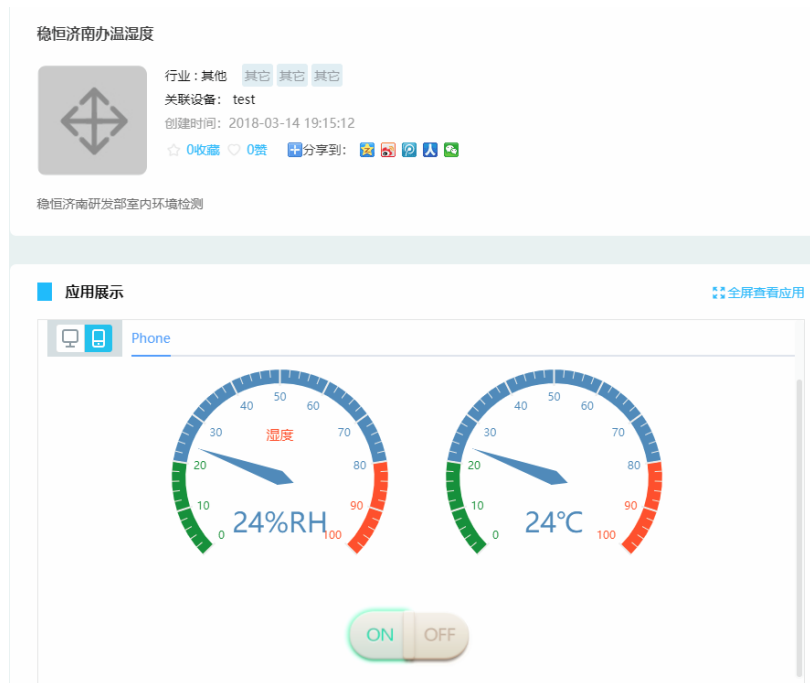 稳恒济南办温湿度
行业 : 其他 其它 其它 其它
关联设备： test
创建时间： 2018-03-14 19:15:12
0收藏 0赞 分享到：
稳恒济南研发部室内环境检测
应用展示 全屏查看应用
Phone
0 10 20 30 40 50 60 70 80 90 100
湿度
24%RH
0 10 20 30 40 50 60 70 80 90 100
24℃
ON OFF